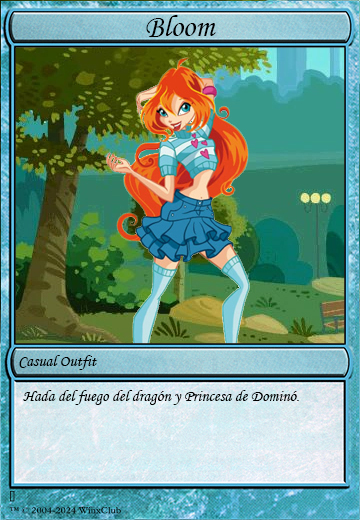 Bloom
Casual Outfit
Hada del fuego del dragón y Princesa de Dominó.
™ © 2004-2024 WinxClub